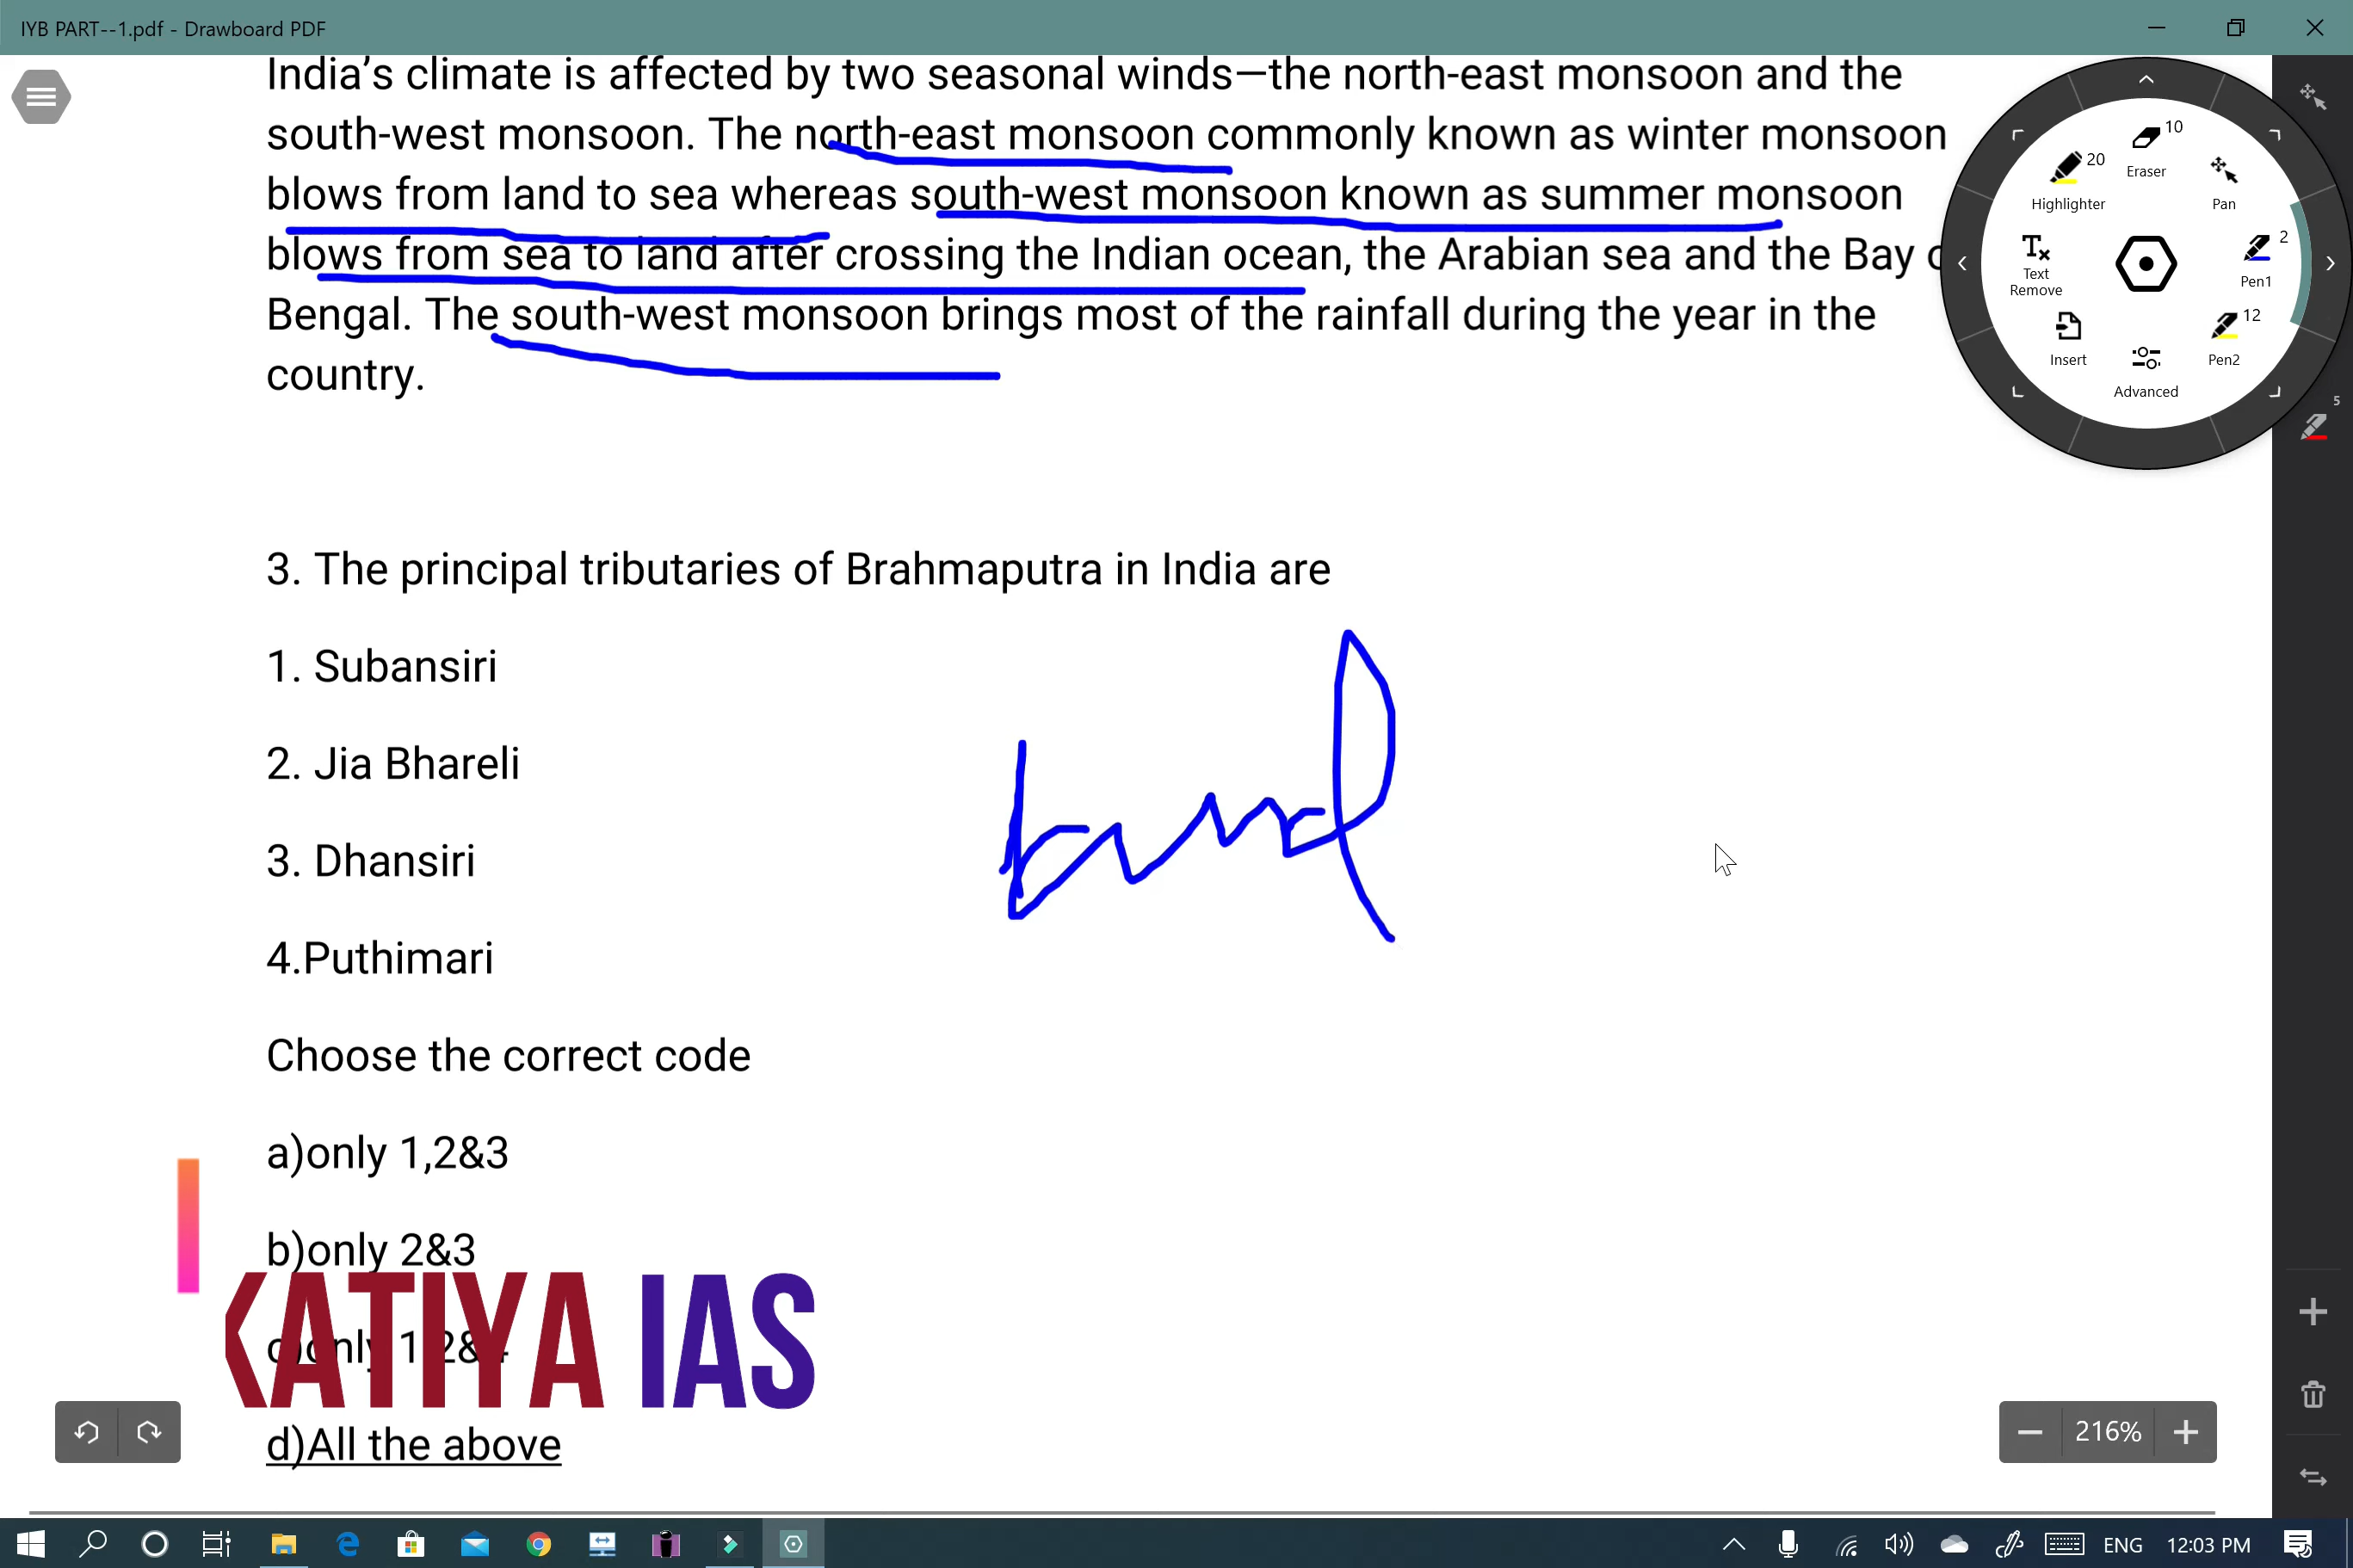 IYB PART--1.pdf - Drawboard PDF
India's climate is affected by two seasonal winds—the north-east monsoon and the
south-west monsoon. The north-east monsoon commonly known as winter monsoon
blows from land to sea whereas south-west monsoon known as summer monsoon
blows from sea to land after crossing the Indian ocean, the Arabian sea and the Bay
Bengal. The south-west monsoon brings most of the rainfall during the year in the
country.
10
Eraser
20
Highlighter
Pan
Text
Remove
2
Pen1
12
Pen2
Insert
Advanced
5
3. The principal tributaries of Brahmaputra in India are
1. Subansiri
2. Jia Bhareli
3. Dhansiri
4.Puthimari
Choose the correct code
a)only 1,2&3
b)only 2&3
KATIYA IAS
d)All the above
216%
ENG
12:03 PM